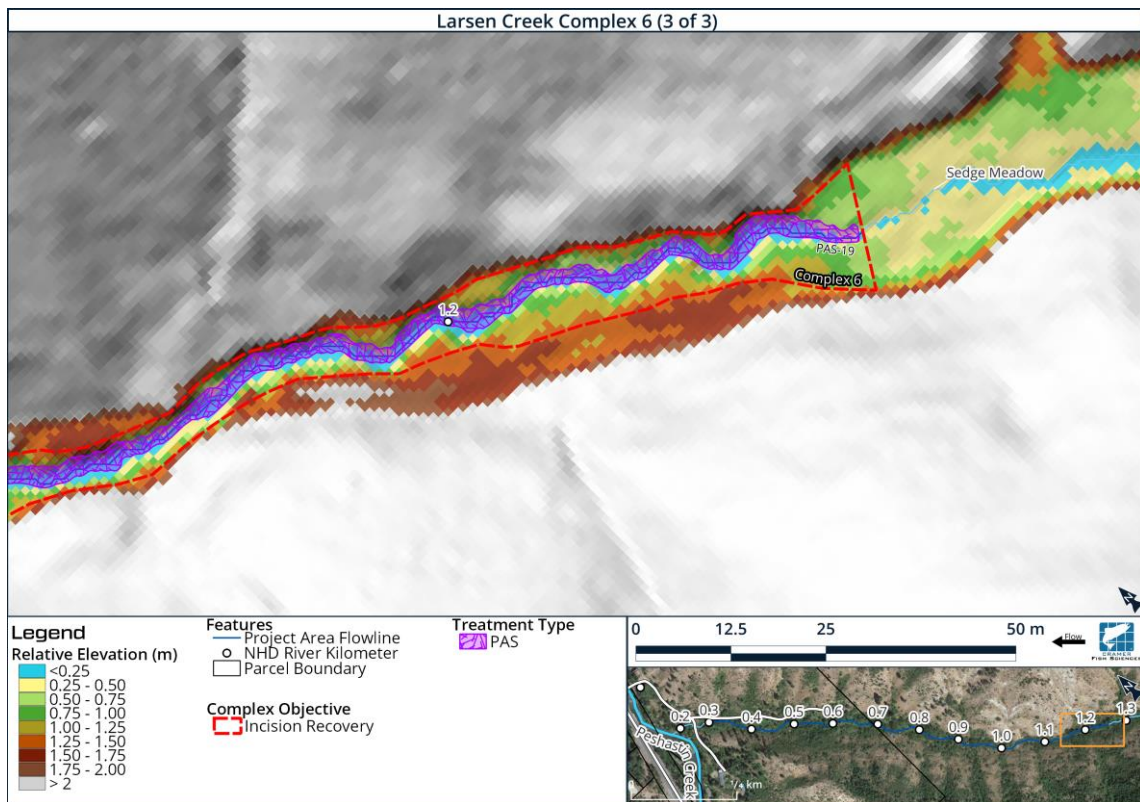 Larsen Creek Complex 6 (3 of 3)
Sedge Meadow
PAS-19
Complex 6
1.2
N
Legend
Relative Elevation (m)
<0.25
0.25 - 0.50
0.50 - 0.75
0.75 - 1.00
1.00 - 1.25
1.25 - 1.50
1.50 - 1.75
1.75 - 2.00
> 2
Features
Project Area Flowline
NHD River Kilometer
Parcel Boundary
Complex Objective
Incision Recovery
Treatment Type
PAS
0 12.5 25 50 m
Flow
CRAMER
FISH SCIENCES
N
0.2 0.3 0.4 0.5 0.6 0.7 0.8 0.9 1.0 1.1 1.2 1.3
Peshastin Creek
1/4 km